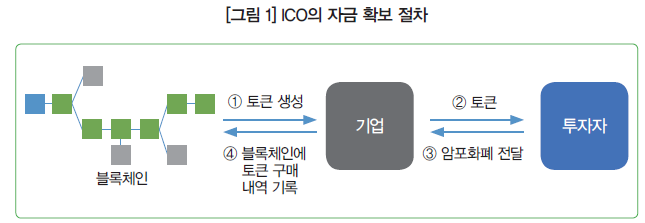 [그림 1] ICO의 자금 확보 절차
① 토큰 생성
④ 블록체인에
토큰 구매
내역 기록
블록체인
기업
② 토큰
③ 암포화폐 전달
투자자